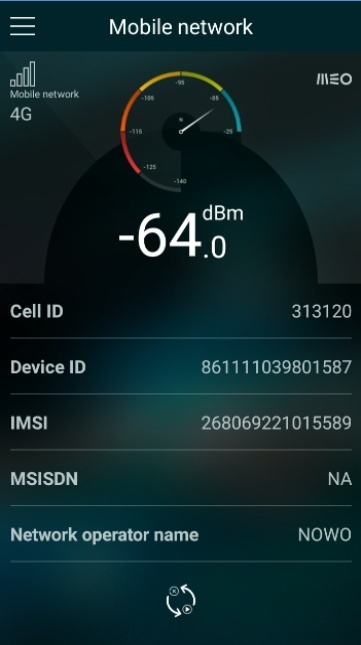 Mobile network
MEO
Mobile network
4G
-95
-105
-85
-115
-25
N
-125
-140
-64.0 dBm
Cell ID 313120
Device ID 861111039801587
IMSI 268069221015589
MSISDN NA
Network operator name NOWO